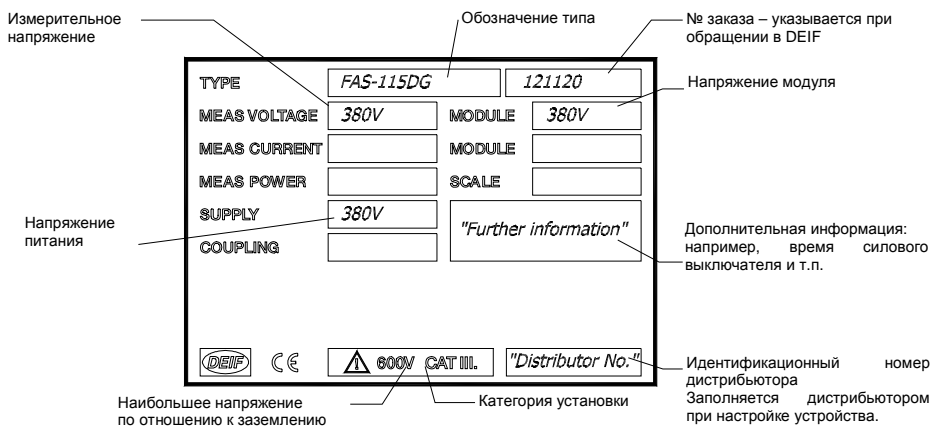 Измерительное
напряжение
Обозначение типа
№ заказа – указывается при
обращении в DEIF
Напряжение модуля
TYPE FAS-115DG 121120
MEAS VOLTAGE 380V MODULE 380V
MEAS CURRENT MODULE
MEAS POWER SCALE
SUPPLY 380V
"Further information"
COUPLING
Напряжение
питания
Дополнительная информация:
например, время силового
выключателя и т.п.
DEIF CE ! 600V CAT III. "Distributor No."
Наибольшее напряжение
по отношению к заземлению
Категория установки
Идентификационный номер
дистрибьютора
Заполняется дистрибьютором
при настройке устройства.